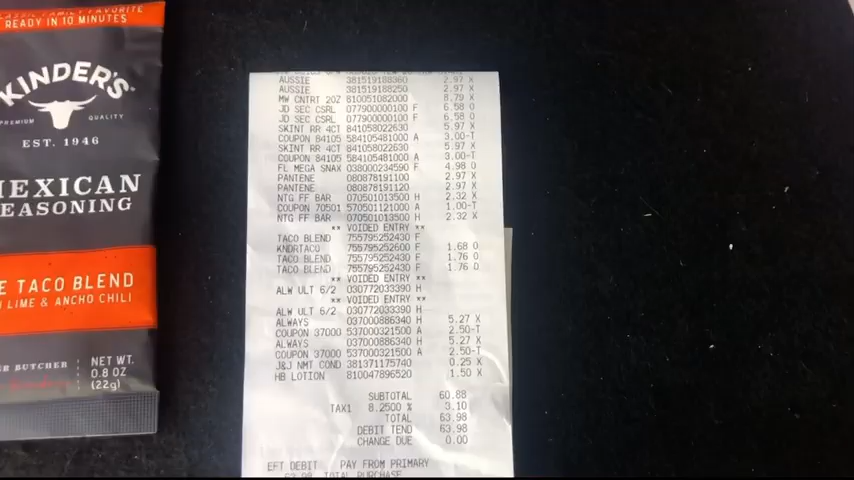 READY IN 10 MINUTES
KINDER'S
PREMIUM QUALITY
EST. 1946
MEXICAN
SEASONING
TACO BLEND
LIME & ANCHO CHILI
BUTCHER
NET WT.
0.8 OZ
(22g)
AUSSIE 381519188360 2.97 X
AUSSIE 381519188250 2.97 X
MW CNTRT 2OZ 810051082000 8.79 X
JD SEC CSRL 077900000100 F 6.58 O
JD SEC CSRL 077900000100 F 6.58 O
SKINT RR 4CT 841058022630 5.97 X
COUPON 84105 584105481000 A 3.00-T
SKINT RR 4CT 841058022630 5.97 X
COUPON 84105 584105481000 A 3.00-T
FL MEGA SNAX 038000234590 F 4.98 O
PANTENE 080878191100 2.97 X
PANTENE 080878191120 2.97 X
NTG FF BAR 070501013500 H 2.32 X
COUPON 70501 570501121000 A 1.00-T
NTG FF BAR 070501013500 H 2.32 X
** VOIDED ENTRY **
TACO BLEND 755795252430 F
KNDRTACO 755795252600 F 1.68 O
TACO BLEND 755795252430 F 1.76 O
TACO BLEND 755795252430 F 1.76 O
** VOIDED ENTRY **
ALW ULT 6/2 030772033390 H
** VOIDED ENTRY **
ALW ULT 6/2 030772033390 H
ALWAYS 037000886340 H 5.27 X
COUPON 37000 537000321500 A 2.50-T
ALWAYS 037000886340 H 5.27 X
COUPON 37000 537000321500 A 2.50-T
J&J NMT COND 381371175740 0.25 X
HB LOTION 810047896520 1.50 X
SUBTOTAL 60.88
TAX1 8.2500 % 3.10
TOTAL 63.98
DEBIT TEND 63.98
CHANGE DUE 0.00
EFT DEBIT PAY FROM PRIMARY
63.98 TOTAL PURCHASE